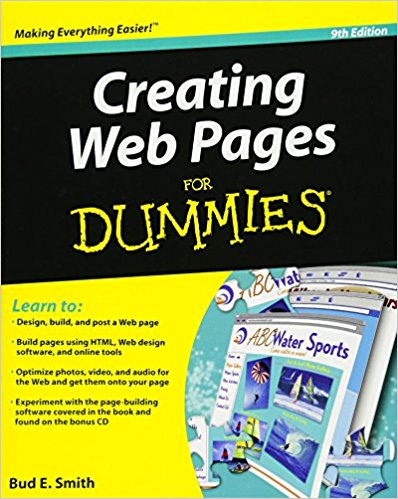 Making Everything Easier!™
9th Edition
Creating
Web Pages
FOR
DUMMIES®
Learn to:
• Design, build, and post a Web page
• Build pages using HTML, Web design
software, and online tools
• Optimize photos, video, and audio for
the Web and get them onto your page
• Experiment with the page-building
software covered in the book and
found on the bonus CD
ABC Water Sports
Bud E. Smith